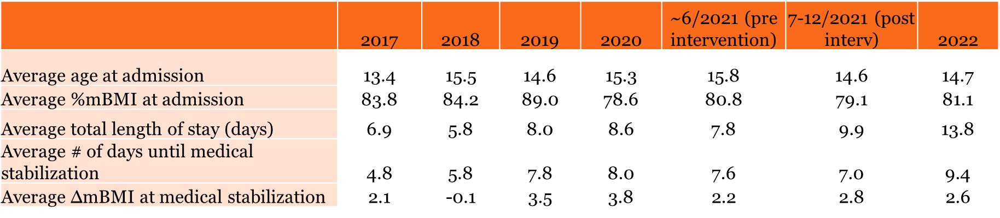 2017 2018 2019 2020 ~6/2021 (pre intervention) 7-12/2021 (post interv) 2022
Average age at admission 13.4 15.5 14.6 15.3 15.8 14.6 14.7
Average %mBMI at admission 83.8 84.2 89.0 78.6 80.8 79.1 81.1
Average total length of stay (days) 6.9 5.8 8.0 8.6 7.8 9.9 13.8
Average # of days until medical
stabilization 4.8 5.8 7.8 8.0 7.6 7.0 9.4
Average ΔmBMI at medical stabilization 2.1 -0.1 3.5 3.8 2.2 2.8 2.6